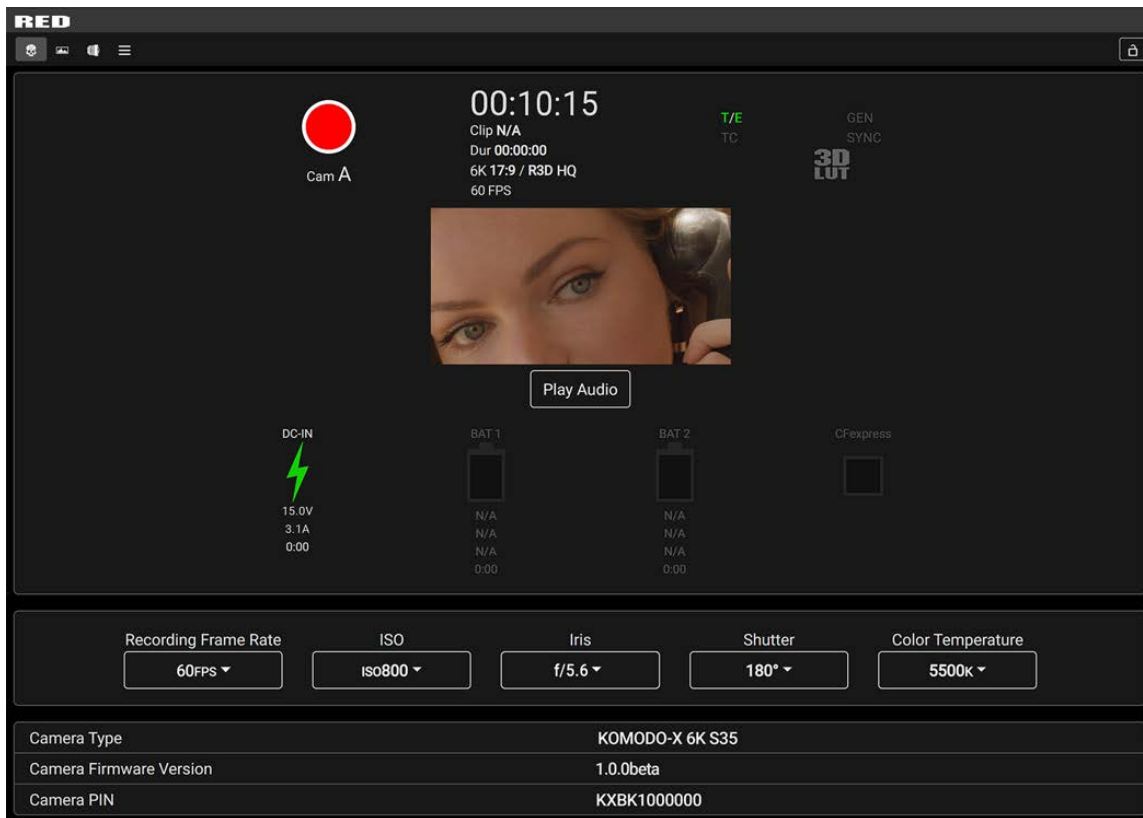 RED
00:10:15
Clip N/A
Dur 00:00:00
6K 17:9 / R3D HQ
60 FPS
Cam A
T/E
TC
GEN
SYNC
3D
LUT
Play Audio
DC-IN
15.0V
3.1A
0:00
BAT 1
N/A
N/A
N/A
0:00
BAT 2
N/A
N/A
N/A
0:00
CFexpress
Recording Frame Rate ISO Iris Shutter Color Temperature
60FPS ISO800 f/5.6 180° 5500K
Camera Type KOMODO-X 6K S35
Camera Firmware Version 1.0.0beta
Camera PIN KXBK1000000